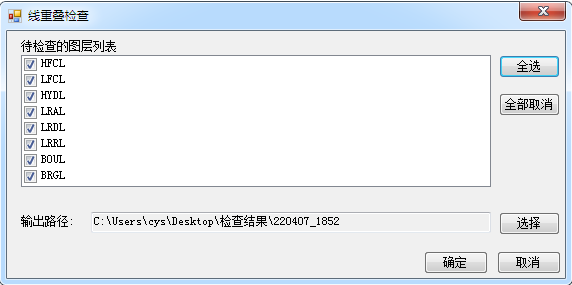 线重叠检查
待检查的图层列表
HFCL
LFCL
HYDL
LRAL
LRDL
LRRL
BOUL
BRGL
全选
全部取消
输出路径: C:\Users\cys\Desktop\检查结果\220407_1852
选择
确定 取消